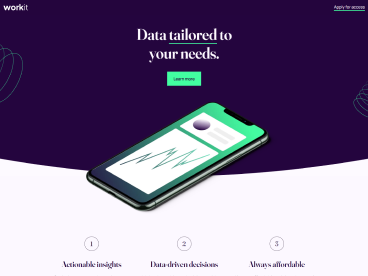 workit
Apply for access
Data tailored to
your needs.
Learn more
1
2
3
Actionable insights
Data-driven decisions
Always affordable